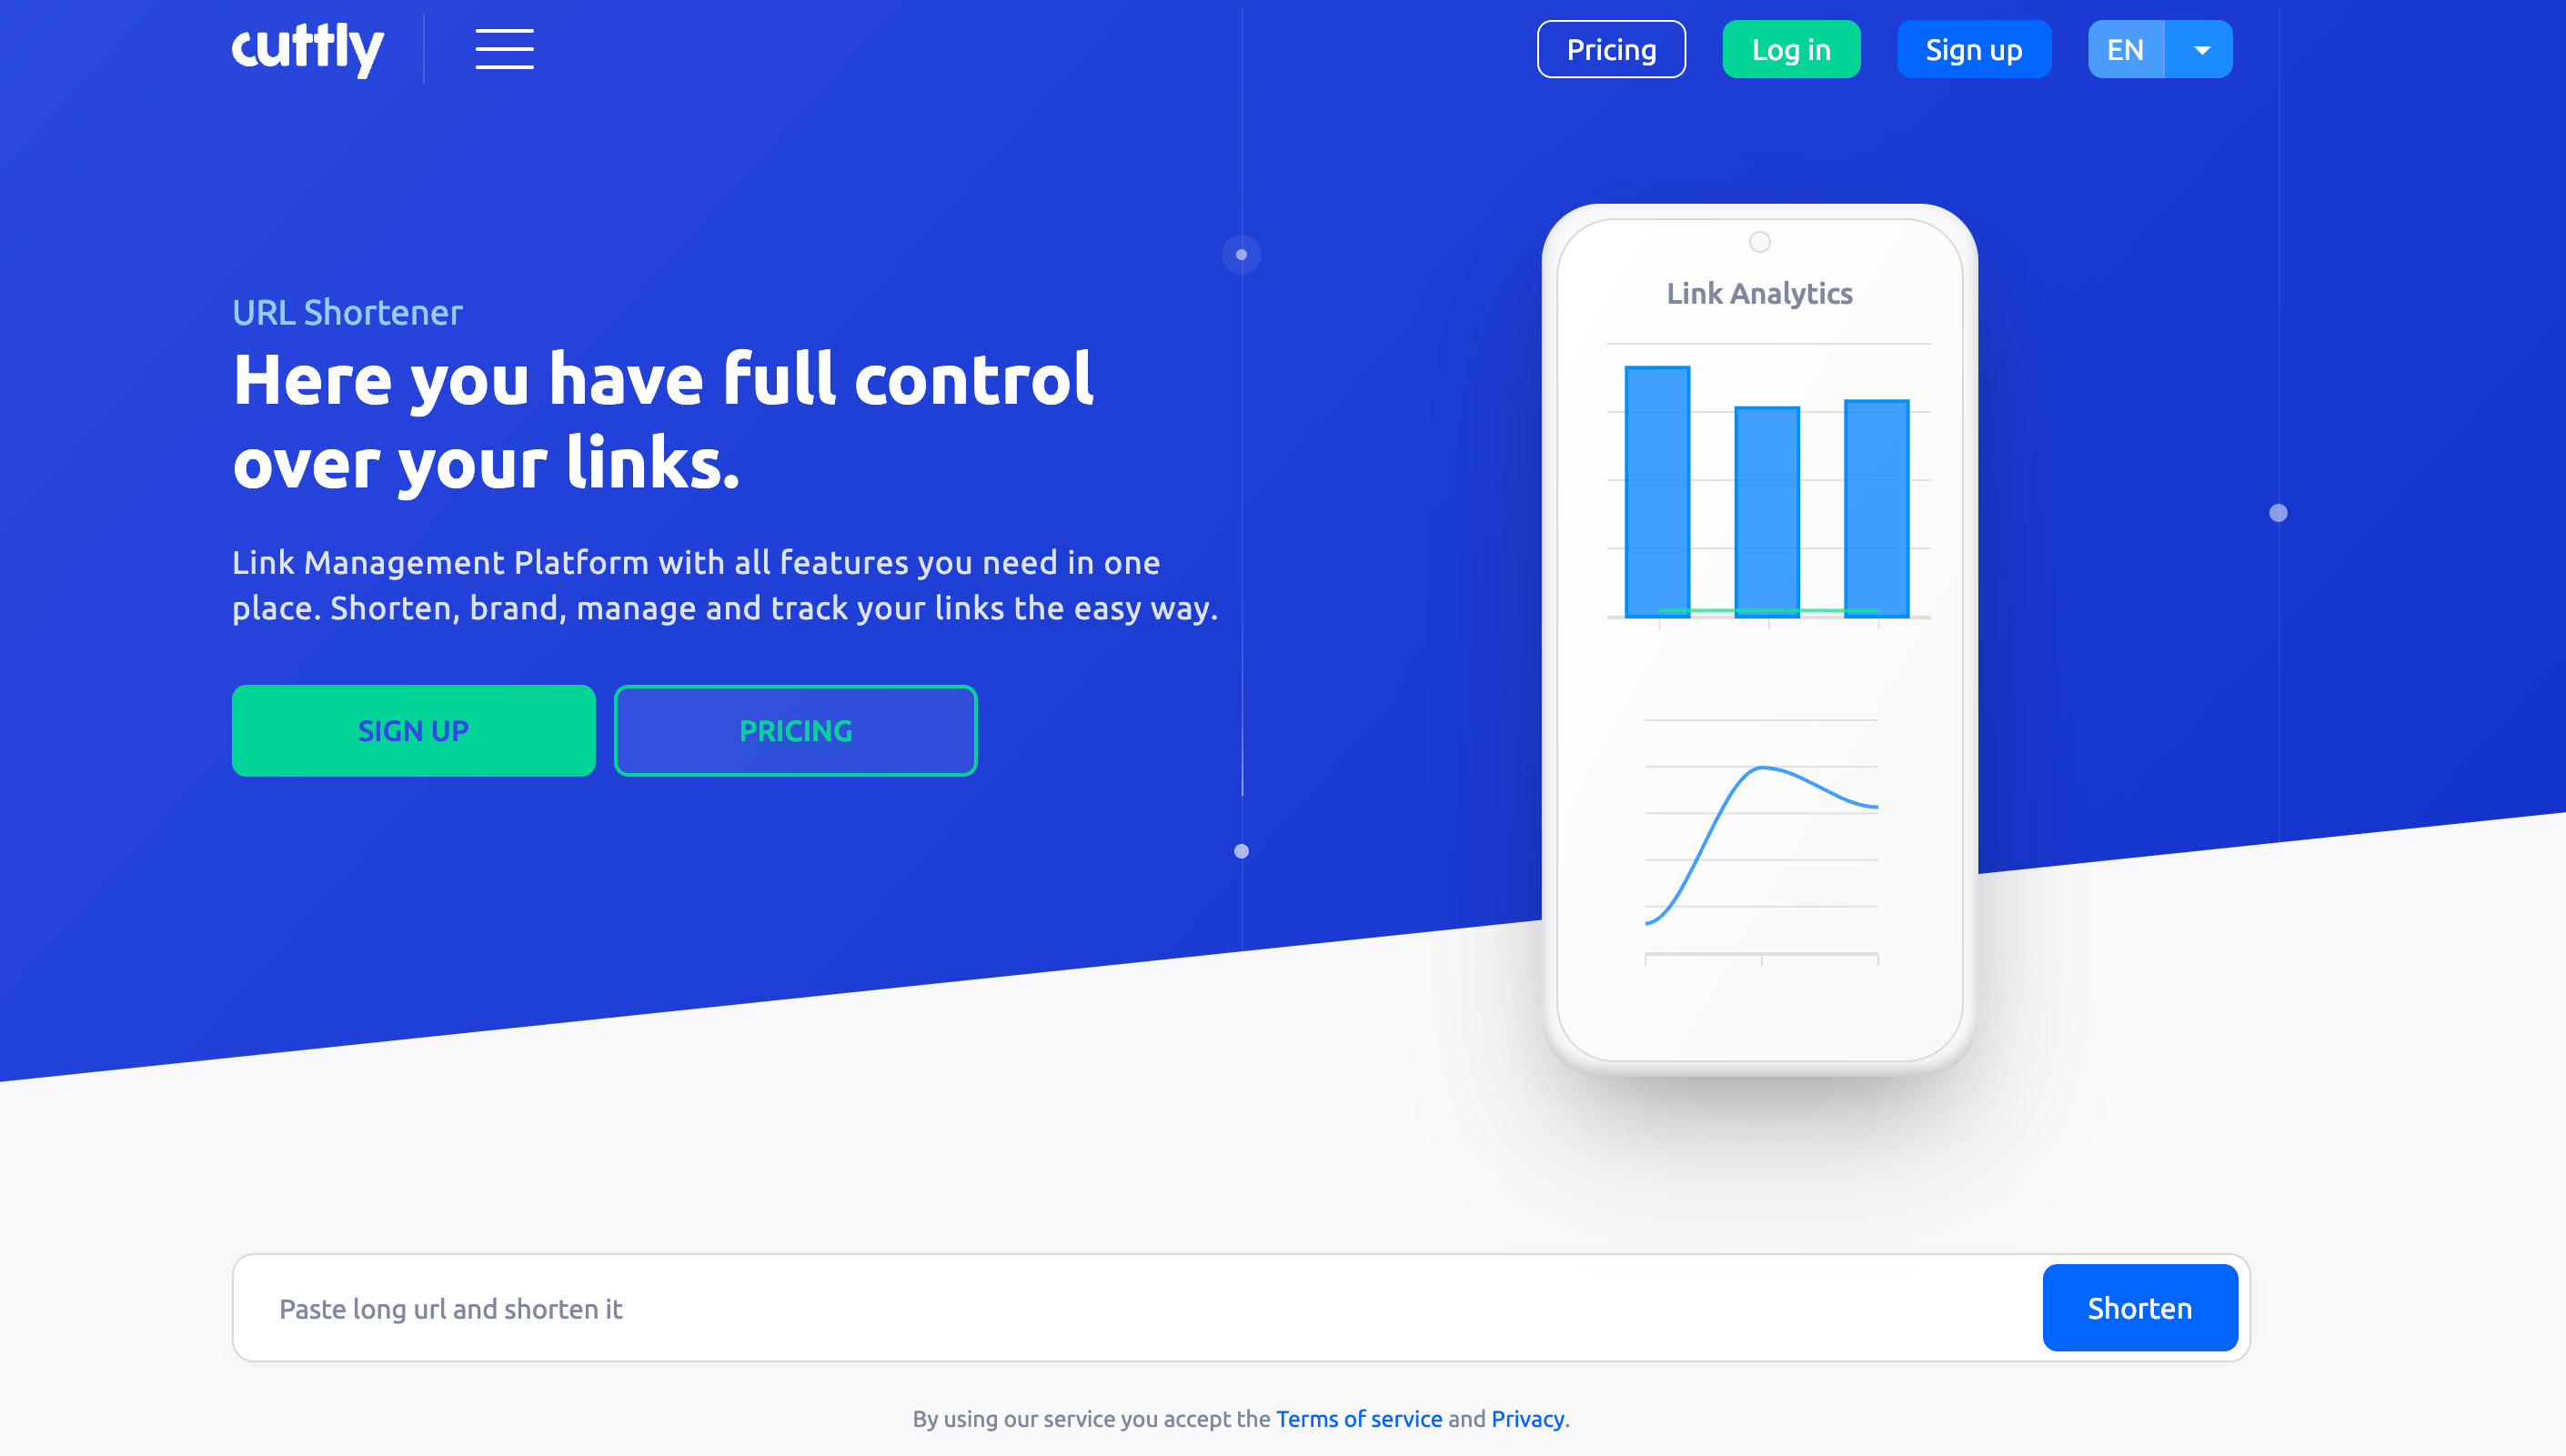 cuttly
Pricing
Log in
Sign up
EN
URL Shortener
Here you have full control
over your links.
Link Management Platform with all features you need in one
place. Shorten, brand, manage and track your links the easy way.
SIGN UP
PRICING
Link Analytics
Paste long url and shorten it
Shorten
By using our service you accept the Terms of service and Privacy.